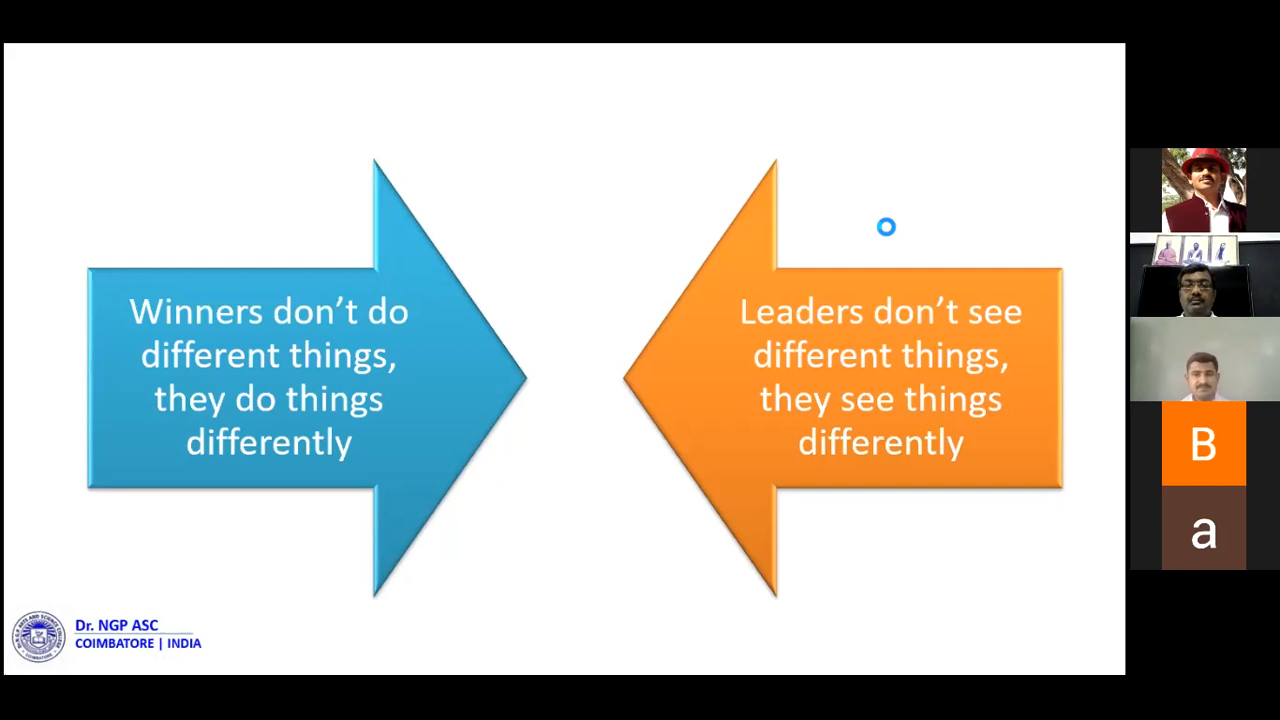 Winners don't do
different things,
they do things
differently
Leaders don't see
different things,
they see things
differently
Dr. NGP ASC
COIMBATORE | INDIA
B
a